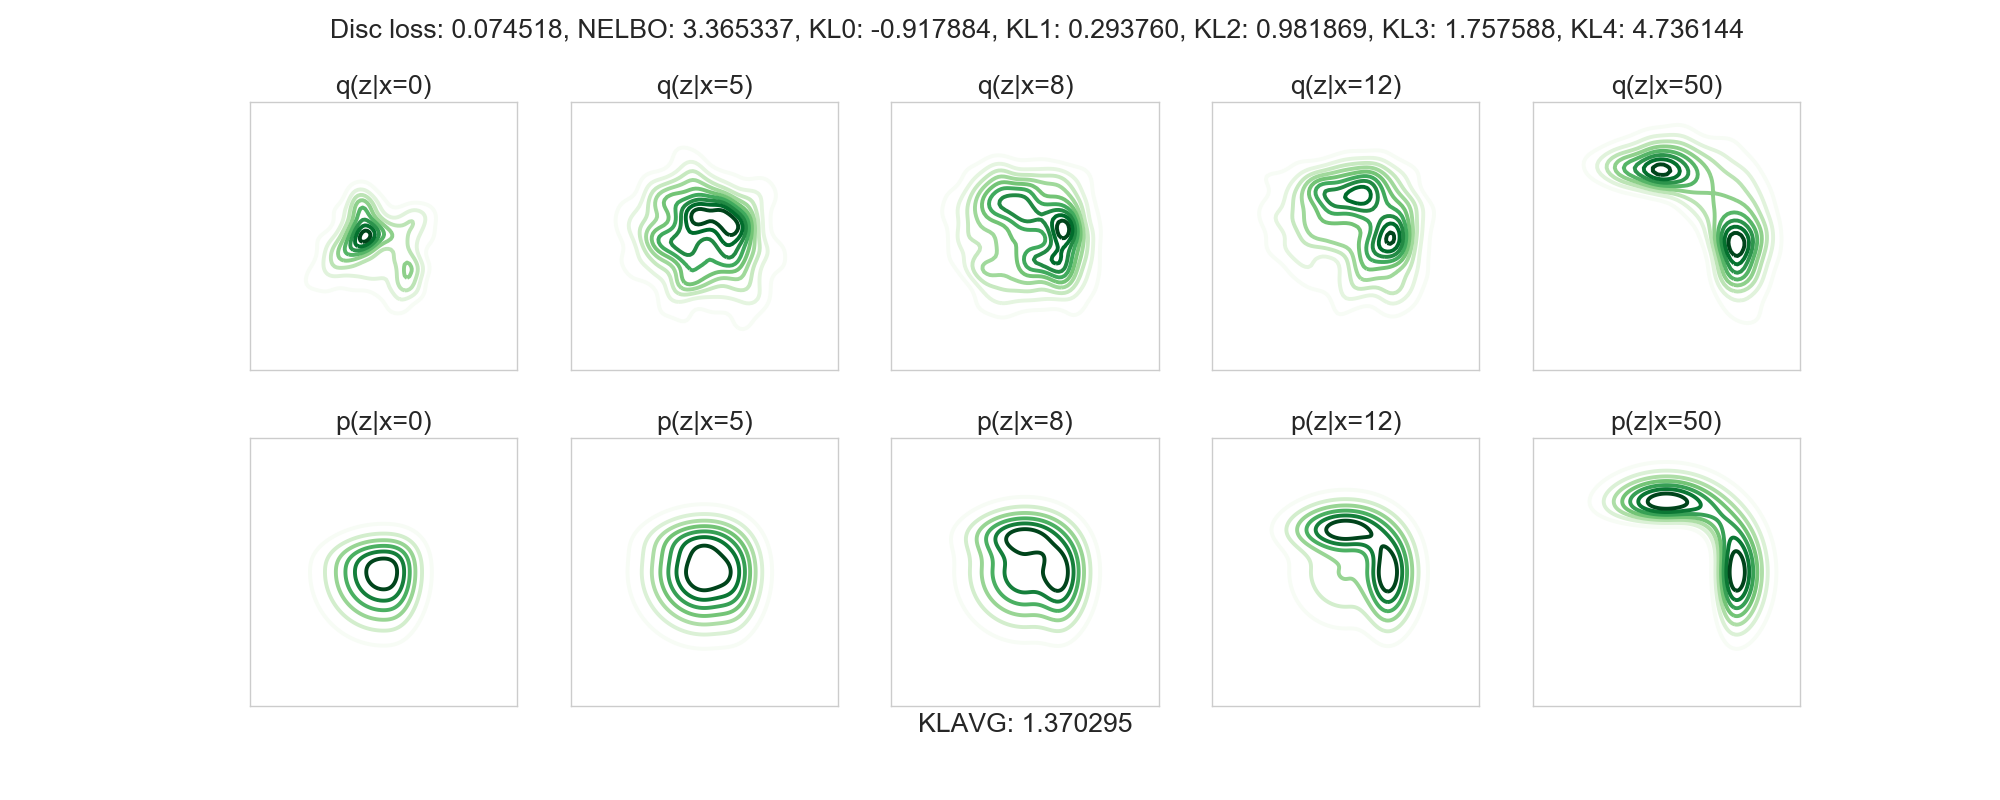 Disc loss: 0.074518, NELBO: 3.365337, KL0: -0.917884, KL1: 0.293760, KL2: 0.981869, KL3: 1.757588, KL4: 4.736144
q(z|x=0) q(z|x=5) q(z|x=8) q(z|x=12) q(z|x=50)
p(z|x=0) p(z|x=5) p(z|x=8) p(z|x=12) p(z|x=50)
KLAVG: 1.370295